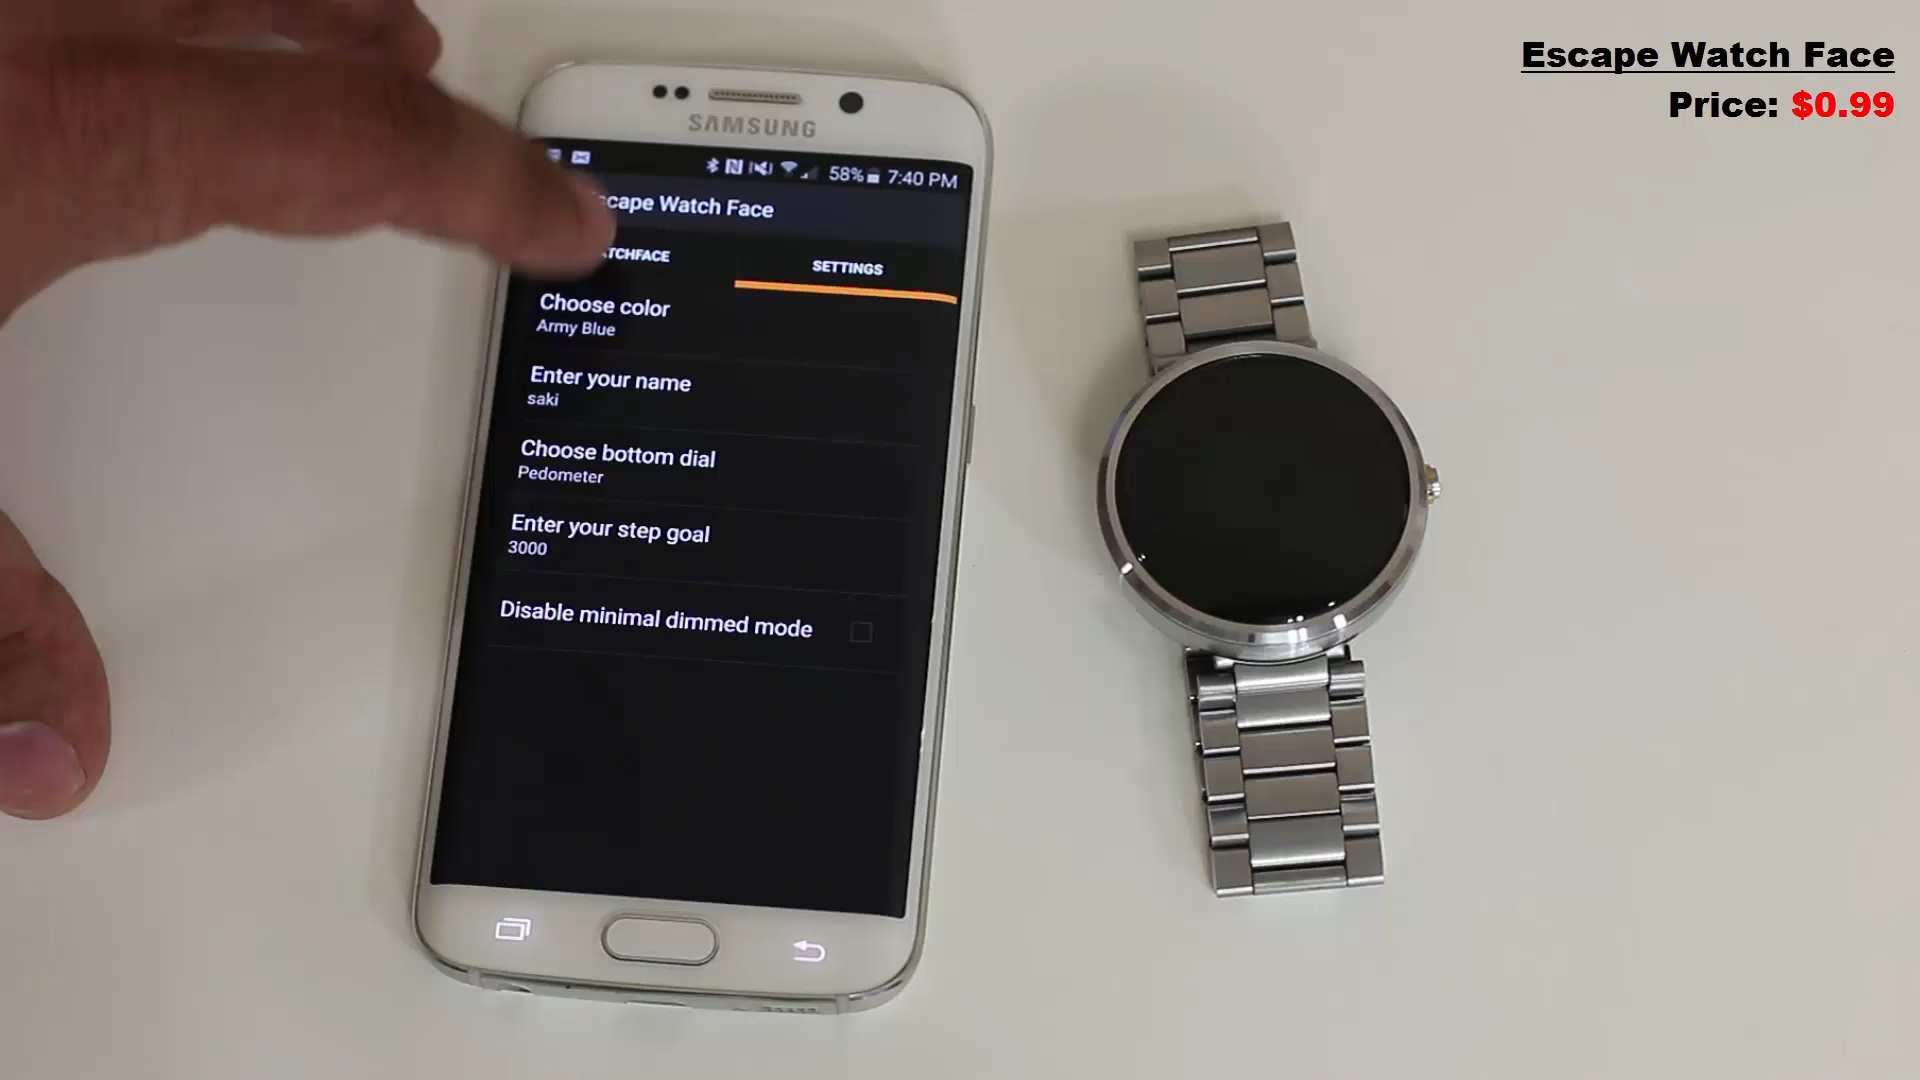 Escape Watch Face
Price: $0.99
SAMSUNG
58% 7:40 PM
scape Watch Face
TCHFACE
SETTINGS
Choose color
Army Blue
Enter your name
saki
Choose bottom dial
Pedometer
Enter your step goal
3000
Disable minimal dimmed mode